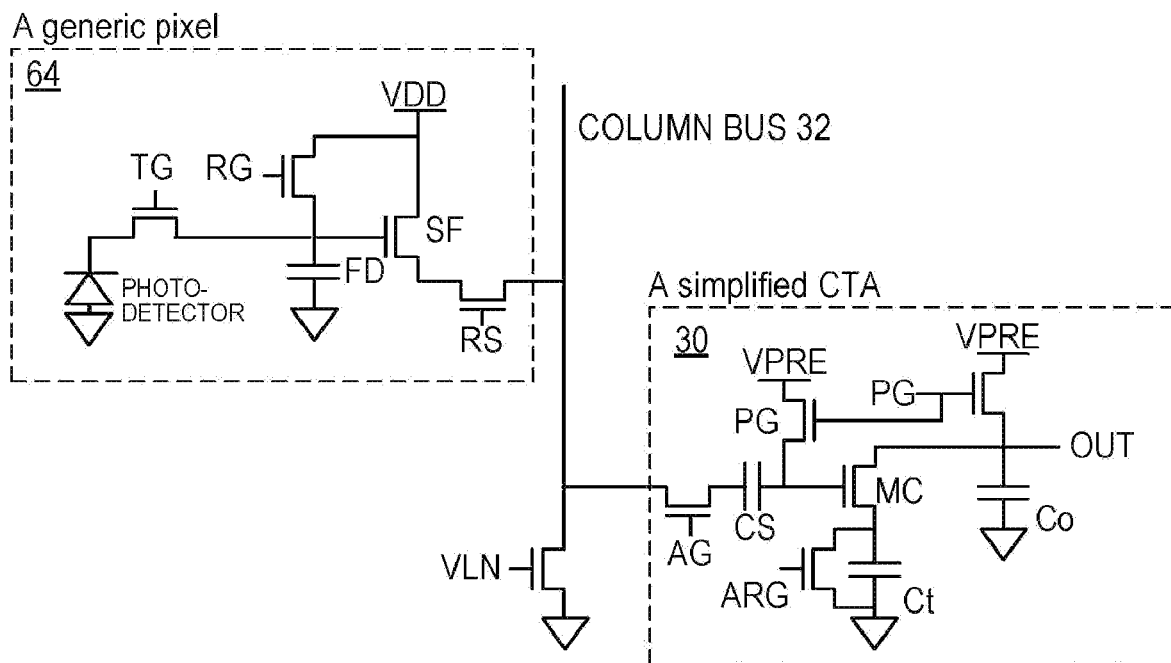 A generic pixel
64
VDD
COLUMN BUS 32
TG
RG
SF
FD
PHOTO-
DETECTOR
RS
A simplified CTA
30
VPRE
VPRE
PG
PG
OUT
MC
CS
Co
AG
VLN
ARG
Ct